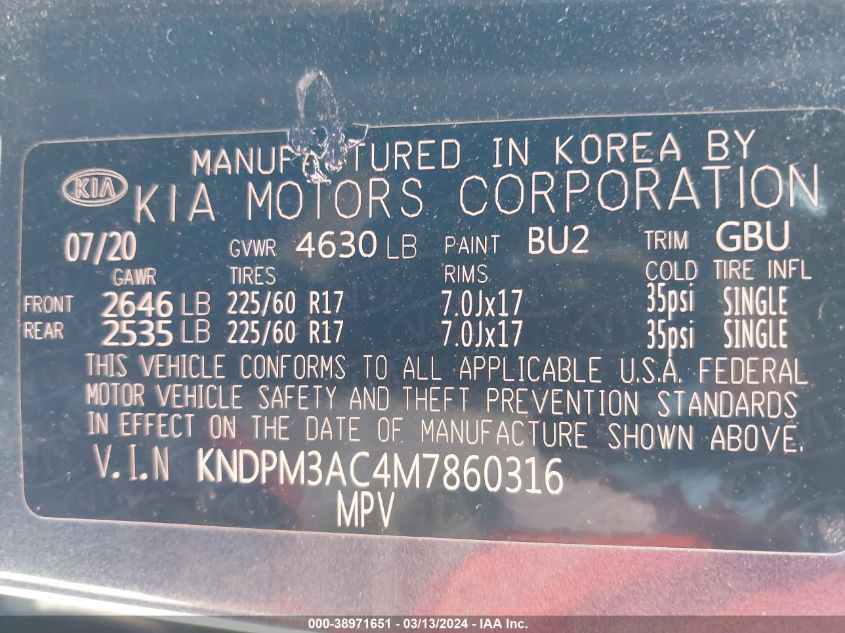 MANUFACTURED IN KOREA BY
KIA KIA MOTORS CORPORATION
07/20 GVWR 4630 LB PAINT BU2 TRIM GBU
GAWR TIRES RIMS COLD TIRE INFL
FRONT 2646 LB 225/60 R17 7.0Jx17 35psi SINGLE
REAR 2535 LB 225/60 R17 7.0Jx17 35psi SINGLE
THIS VEHICLE CONFORMS TO ALL APPLICABLE U.S.A. FEDERAL
MOTOR VEHICLE SAFETY AND THEFT PREVENTION STANDARDS
IN EFFECT ON THE DATE OF MANUFACTURE SHOWN ABOVE.
V.I.N KNDPM3AC4M7860316
MPV
000-38971651 - 03/13/2024 - IAA Inc.